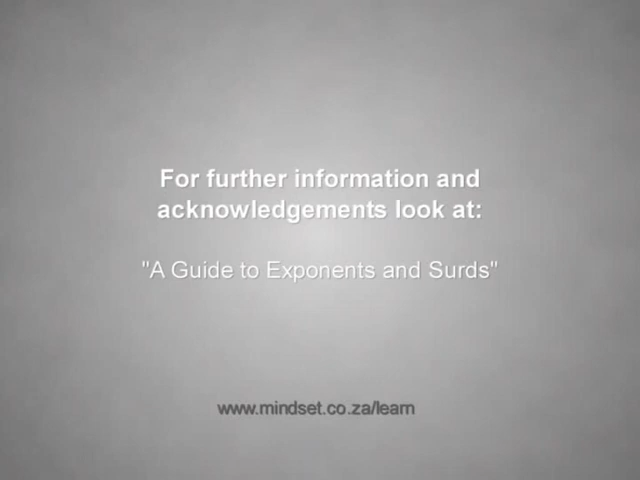 For further information and
acknowledgements look at:
"A Guide to Exponents and Surds"
www.mindset.co.za/learn